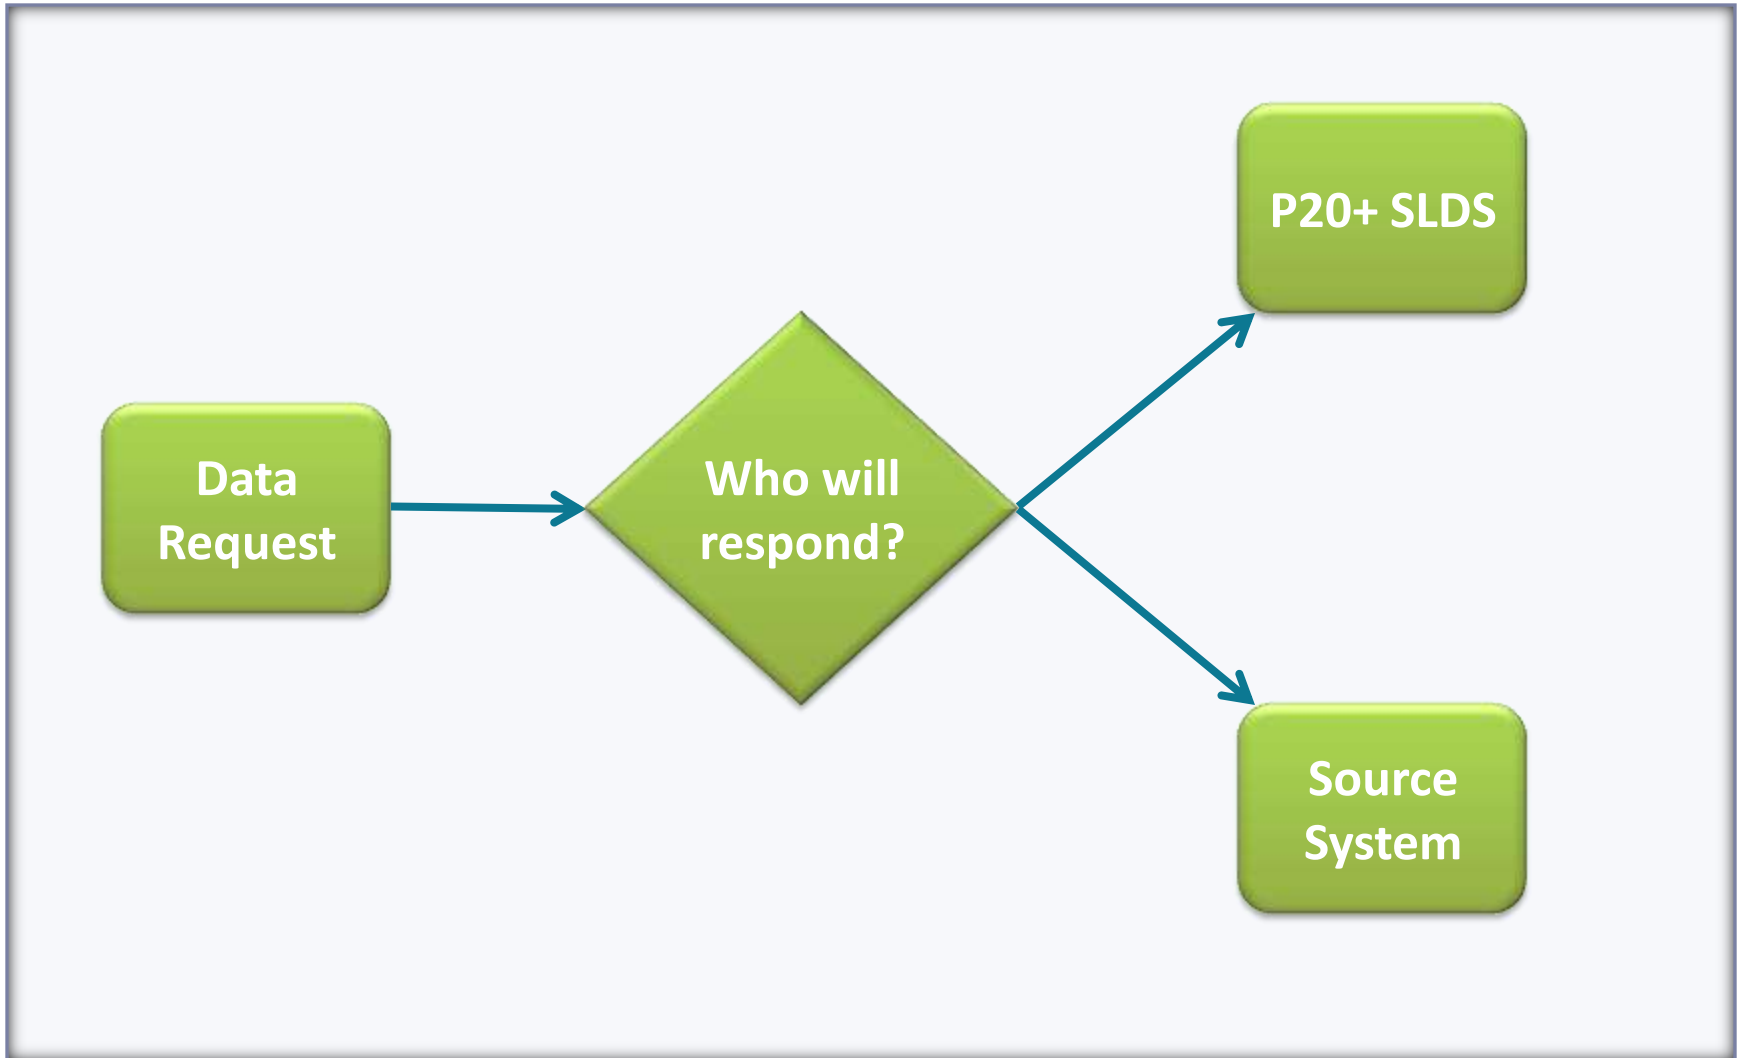 Data
Request
Who will
respond?
P20+ SLDS
Source
System